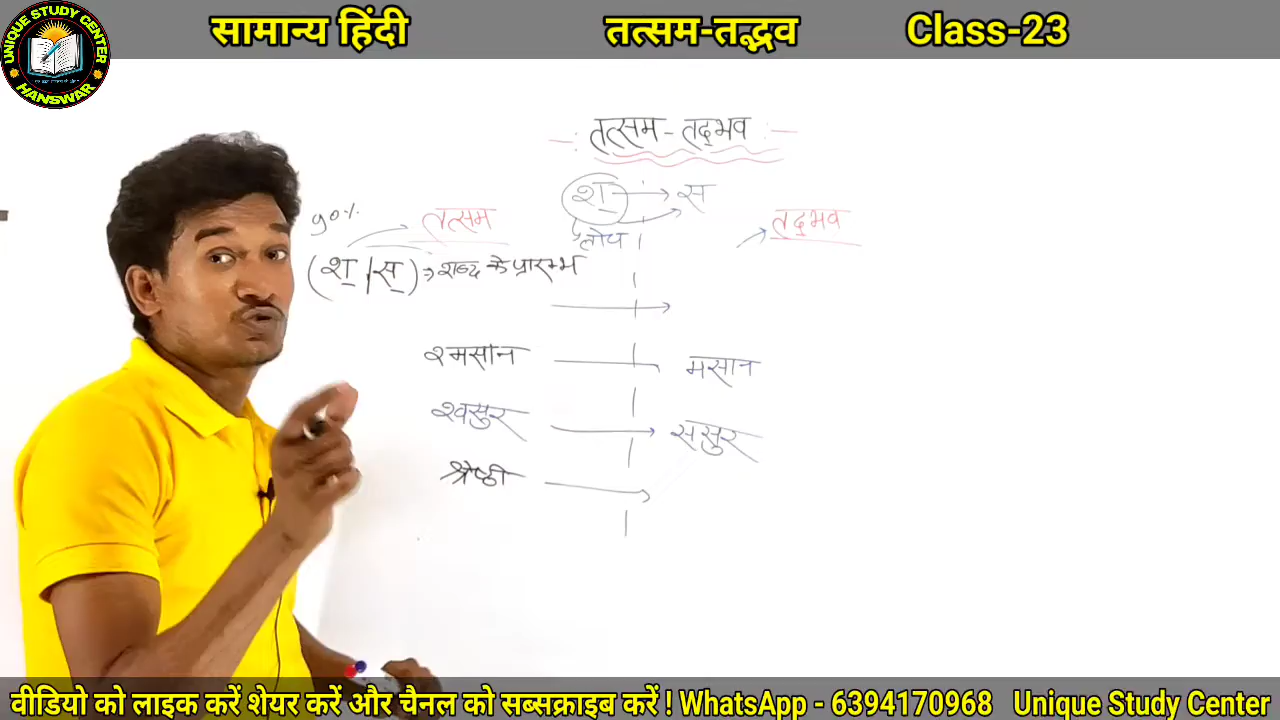 सामान्य हिंदी तत्सम-तद्भव Class-23
UNIQUE STUDY CENTER
HANSWAR
-: तत्सम - तद्भव :-
श → स
90% तत्सम लोप तद्भव
(श / स) → शब्द के प्रारम्भ
श्मसान मसान
श्वसुर → ससुर
श्रेष्ठी →
वीडियो को लाइक करें शेयर करें और चैनल को सब्सक्राइब करें ! WhatsApp - 6394170968 Unique Study Center